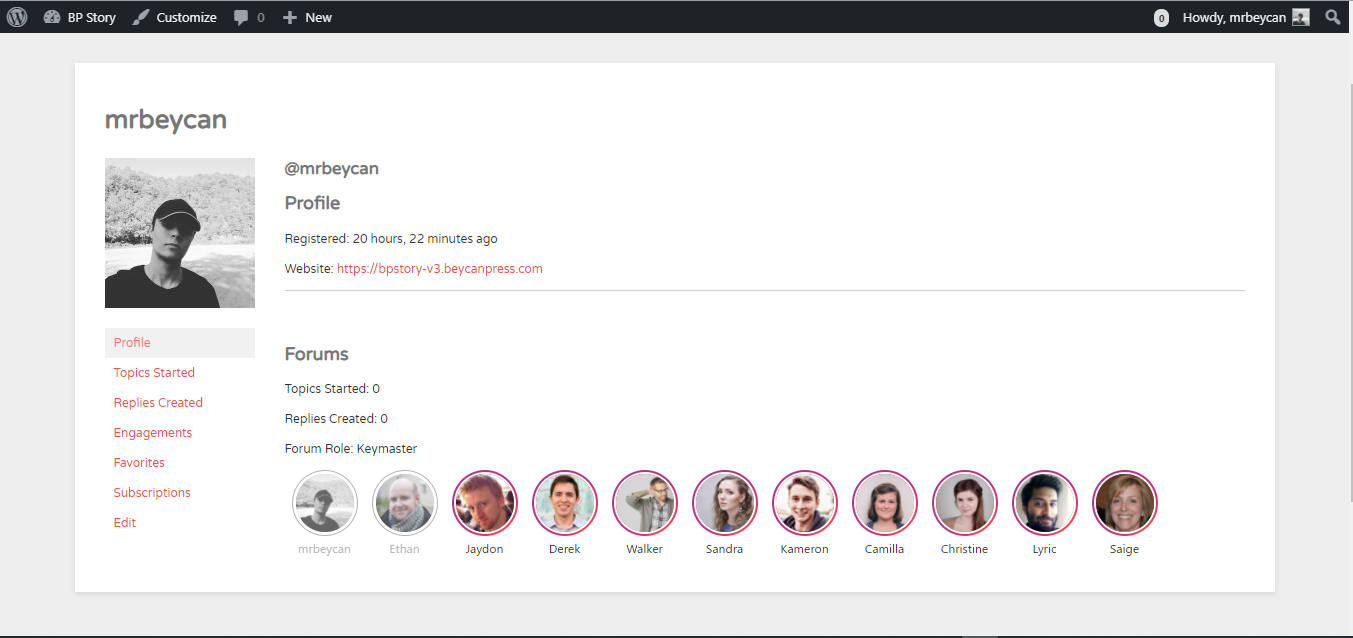 BP Story Customize 0 New 0 Howdy, mrbeycan
mrbeycan
@mrbeycan
Profile
Registered: 20 hours, 22 minutes ago
Website: https://bpstory-v3.beycanpress.com
Profile
Topics Started
Replies Created
Engagements
Favorites
Subscriptions
Edit
Forums
Topics Started: 0
Replies Created: 0
Forum Role: Keymaster
mrbeycan Ethan Jaydon Derek Walker Sandra Kameron Camilla Christine Lyric Saige